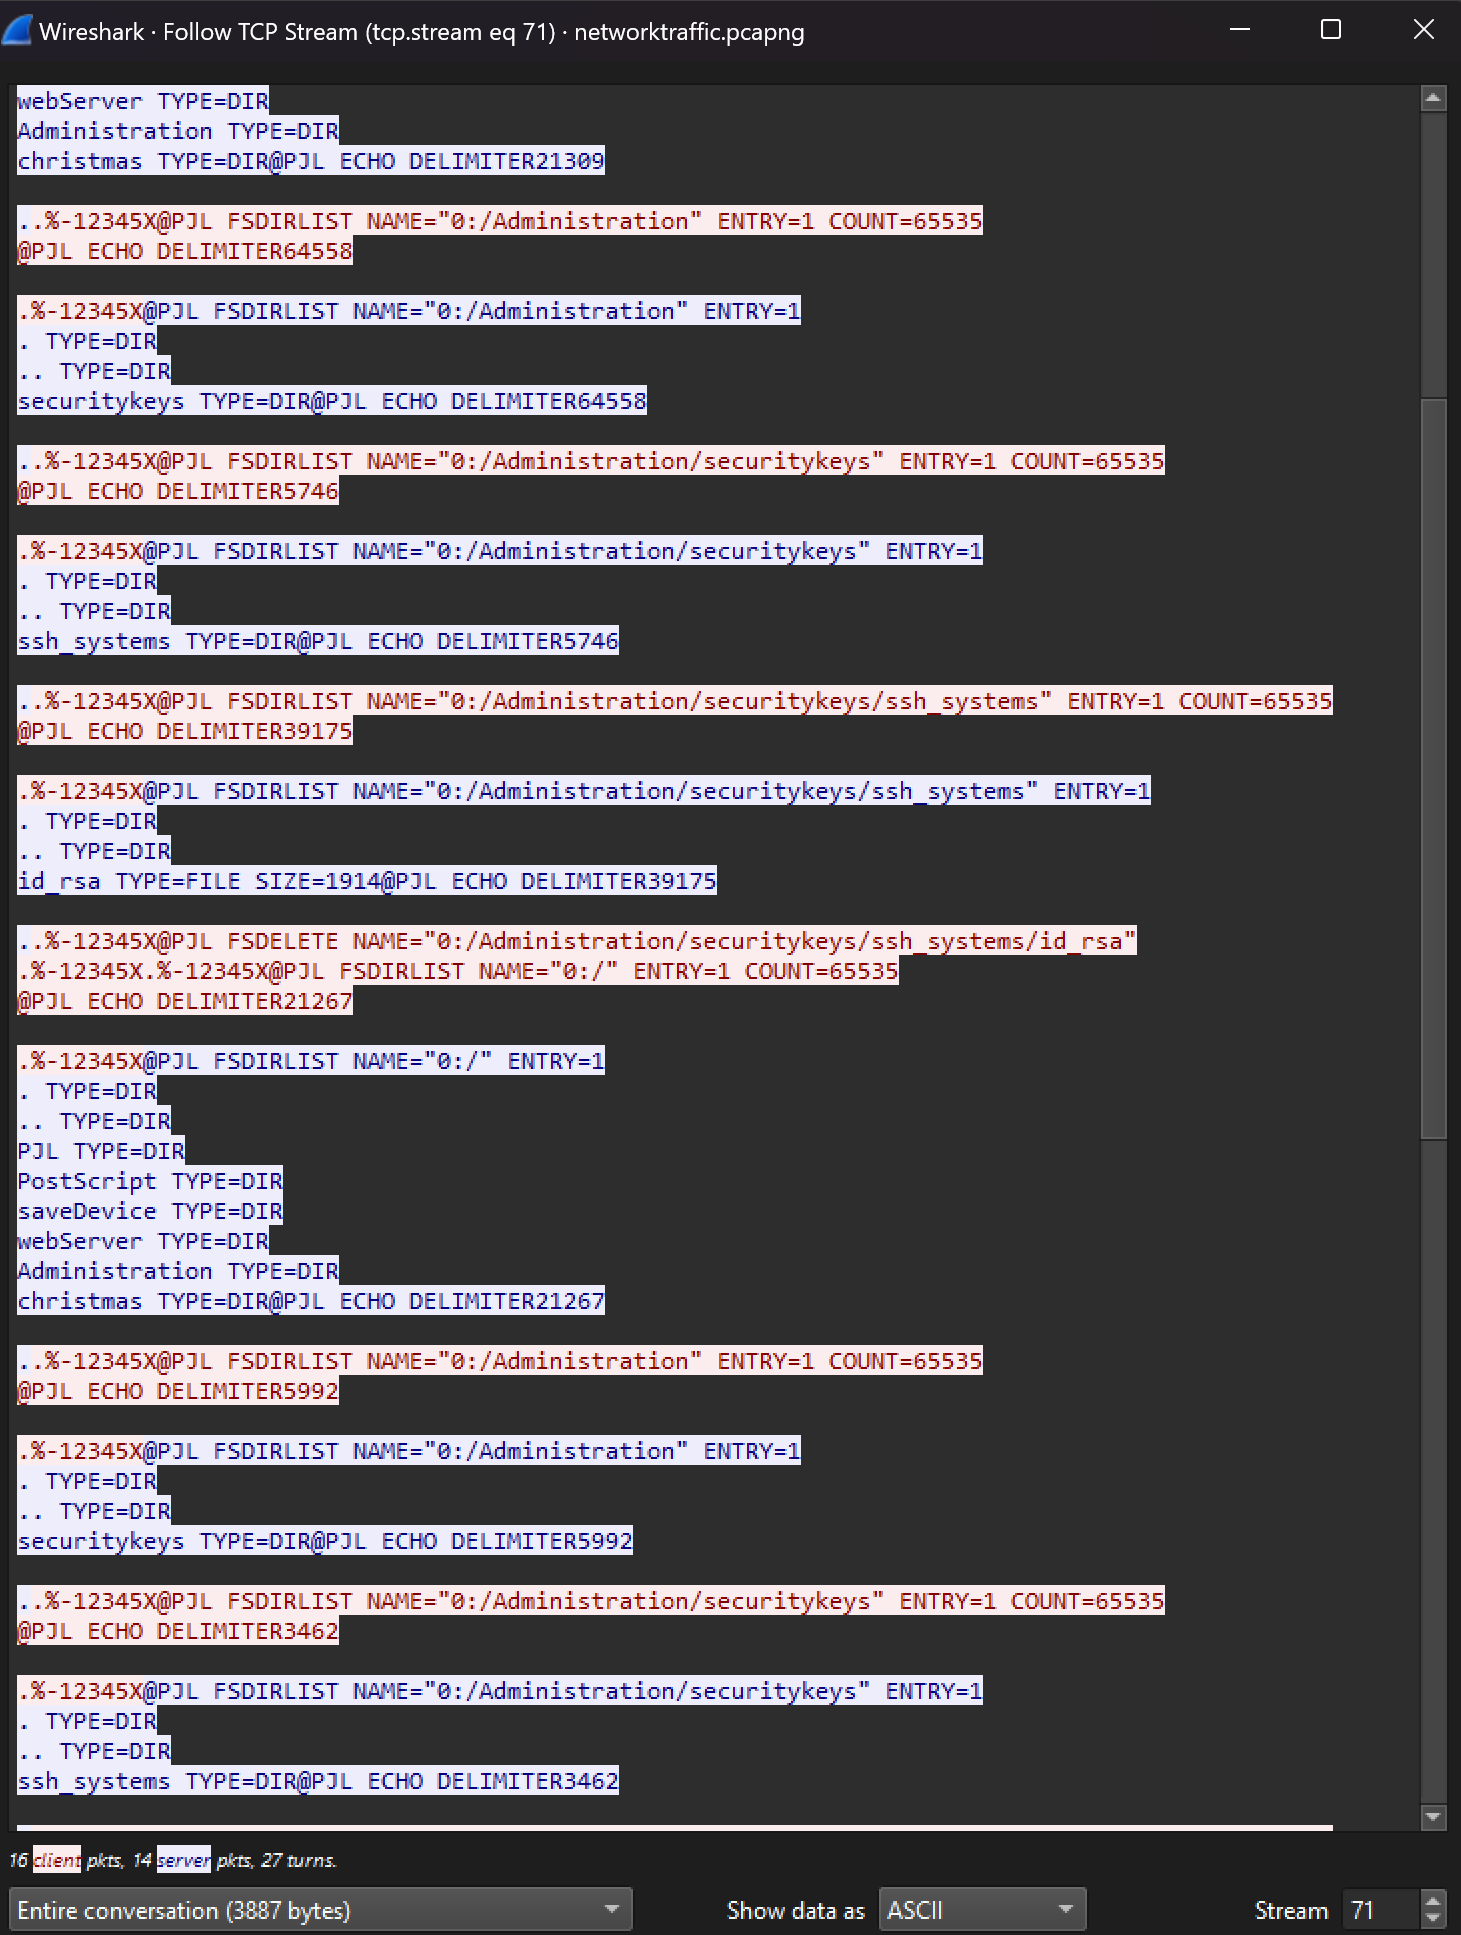 Wireshark · Follow TCP Stream (tcp.stream eq 71) · networktraffic.pcapng
webServer TYPE=DIR
Administration TYPE=DIR
christmas TYPE=DIR@PJL ECHO DELIMITER21309
..%-12345X@PJL FSDIRLIST NAME="0:/Administration" ENTRY=1 COUNT=65535
@PJL ECHO DELIMITER64558
.%-12345X@PJL FSDIRLIST NAME="0:/Administration" ENTRY=1
. TYPE=DIR
.. TYPE=DIR
securitykeys TYPE=DIR@PJL ECHO DELIMITER64558
..%-12345X@PJL FSDIRLIST NAME="0:/Administration/securitykeys" ENTRY=1 COUNT=65535
@PJL ECHO DELIMITER5746
.%-12345X@PJL FSDIRLIST NAME="0:/Administration/securitykeys" ENTRY=1
. TYPE=DIR
.. TYPE=DIR
ssh_systems TYPE=DIR@PJL ECHO DELIMITER5746
..%-12345X@PJL FSDIRLIST NAME="0:/Administration/securitykeys/ssh_systems" ENTRY=1 COUNT=65535
@PJL ECHO DELIMITER39175
.%-12345X@PJL FSDIRLIST NAME="0:/Administration/securitykeys/ssh_systems" ENTRY=1
. TYPE=DIR
.. TYPE=DIR
id_rsa TYPE=FILE SIZE=1914@PJL ECHO DELIMITER39175
..%-12345X@PJL FSDELETE NAME="0:/Administration/securitykeys/ssh_systems/id_rsa"
.%-12345X.%-12345X@PJL FSDIRLIST NAME="0:/" ENTRY=1 COUNT=65535
@PJL ECHO DELIMITER21267
.%-12345X@PJL FSDIRLIST NAME="0:/" ENTRY=1
. TYPE=DIR
.. TYPE=DIR
PJL TYPE=DIR
PostScript TYPE=DIR
saveDevice TYPE=DIR
webServer TYPE=DIR
Administration TYPE=DIR
christmas TYPE=DIR@PJL ECHO DELIMITER21267
..%-12345X@PJL FSDIRLIST NAME="0:/Administration" ENTRY=1 COUNT=65535
@PJL ECHO DELIMITER5992
.%-12345X@PJL FSDIRLIST NAME="0:/Administration" ENTRY=1
. TYPE=DIR
.. TYPE=DIR
securitykeys TYPE=DIR@PJL ECHO DELIMITER5992
..%-12345X@PJL FSDIRLIST NAME="0:/Administration/securitykeys" ENTRY=1 COUNT=65535
@PJL ECHO DELIMITER3462
.%-12345X@PJL FSDIRLIST NAME="0:/Administration/securitykeys" ENTRY=1
. TYPE=DIR
.. TYPE=DIR
ssh_systems TYPE=DIR@PJL ECHO DELIMITER3462
16 client pkts, 14 server pkts, 27 turns.
Entire conversation (3887 bytes) Show data as ASCII Stream 71